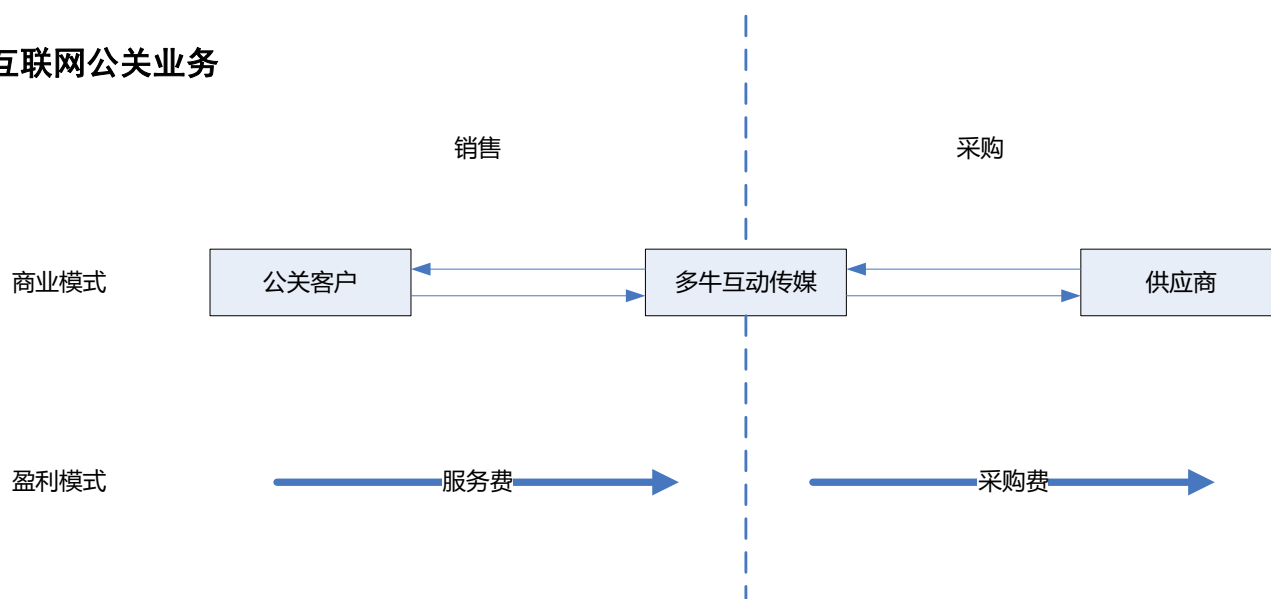 互联网公关业务
销售
采购
商业模式
公关客户
多牛互动传媒
供应商
盈利模式
服务费
采购费